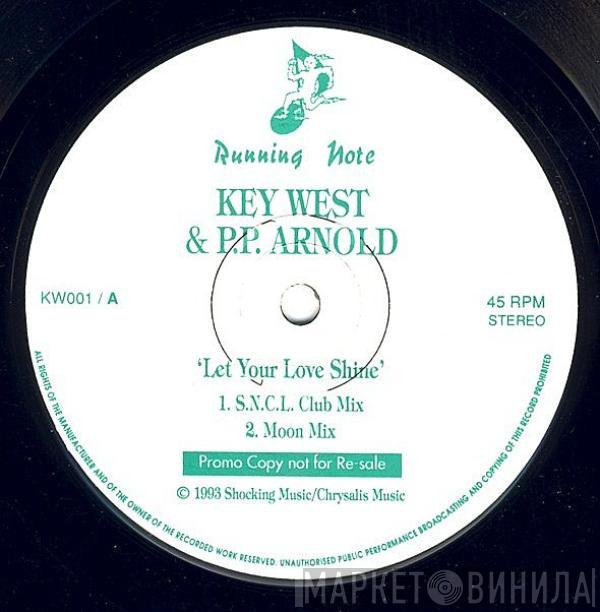 Running Note
KEY WEST
& P.P. ARNOLD
KW001 / A
45 RPM
STEREO
'Let Your Love Shine'
1. S.N.C.L. Club Mix
2. Moon Mix
Promo Copy not for Re-sale
© 1993 Shocking Music/Chrysalis Music
ALL RIGHTS OF THE MANUFACTURER AND OF THE OWNER OF THE RECORDED WORK RESERVED. UNAUTHORISED PUBLIC PERFORMANCE BROADCASTING AND COPYING OF THIS RECORD PROHIBITED
МАРКЕТ ВИНИЛА